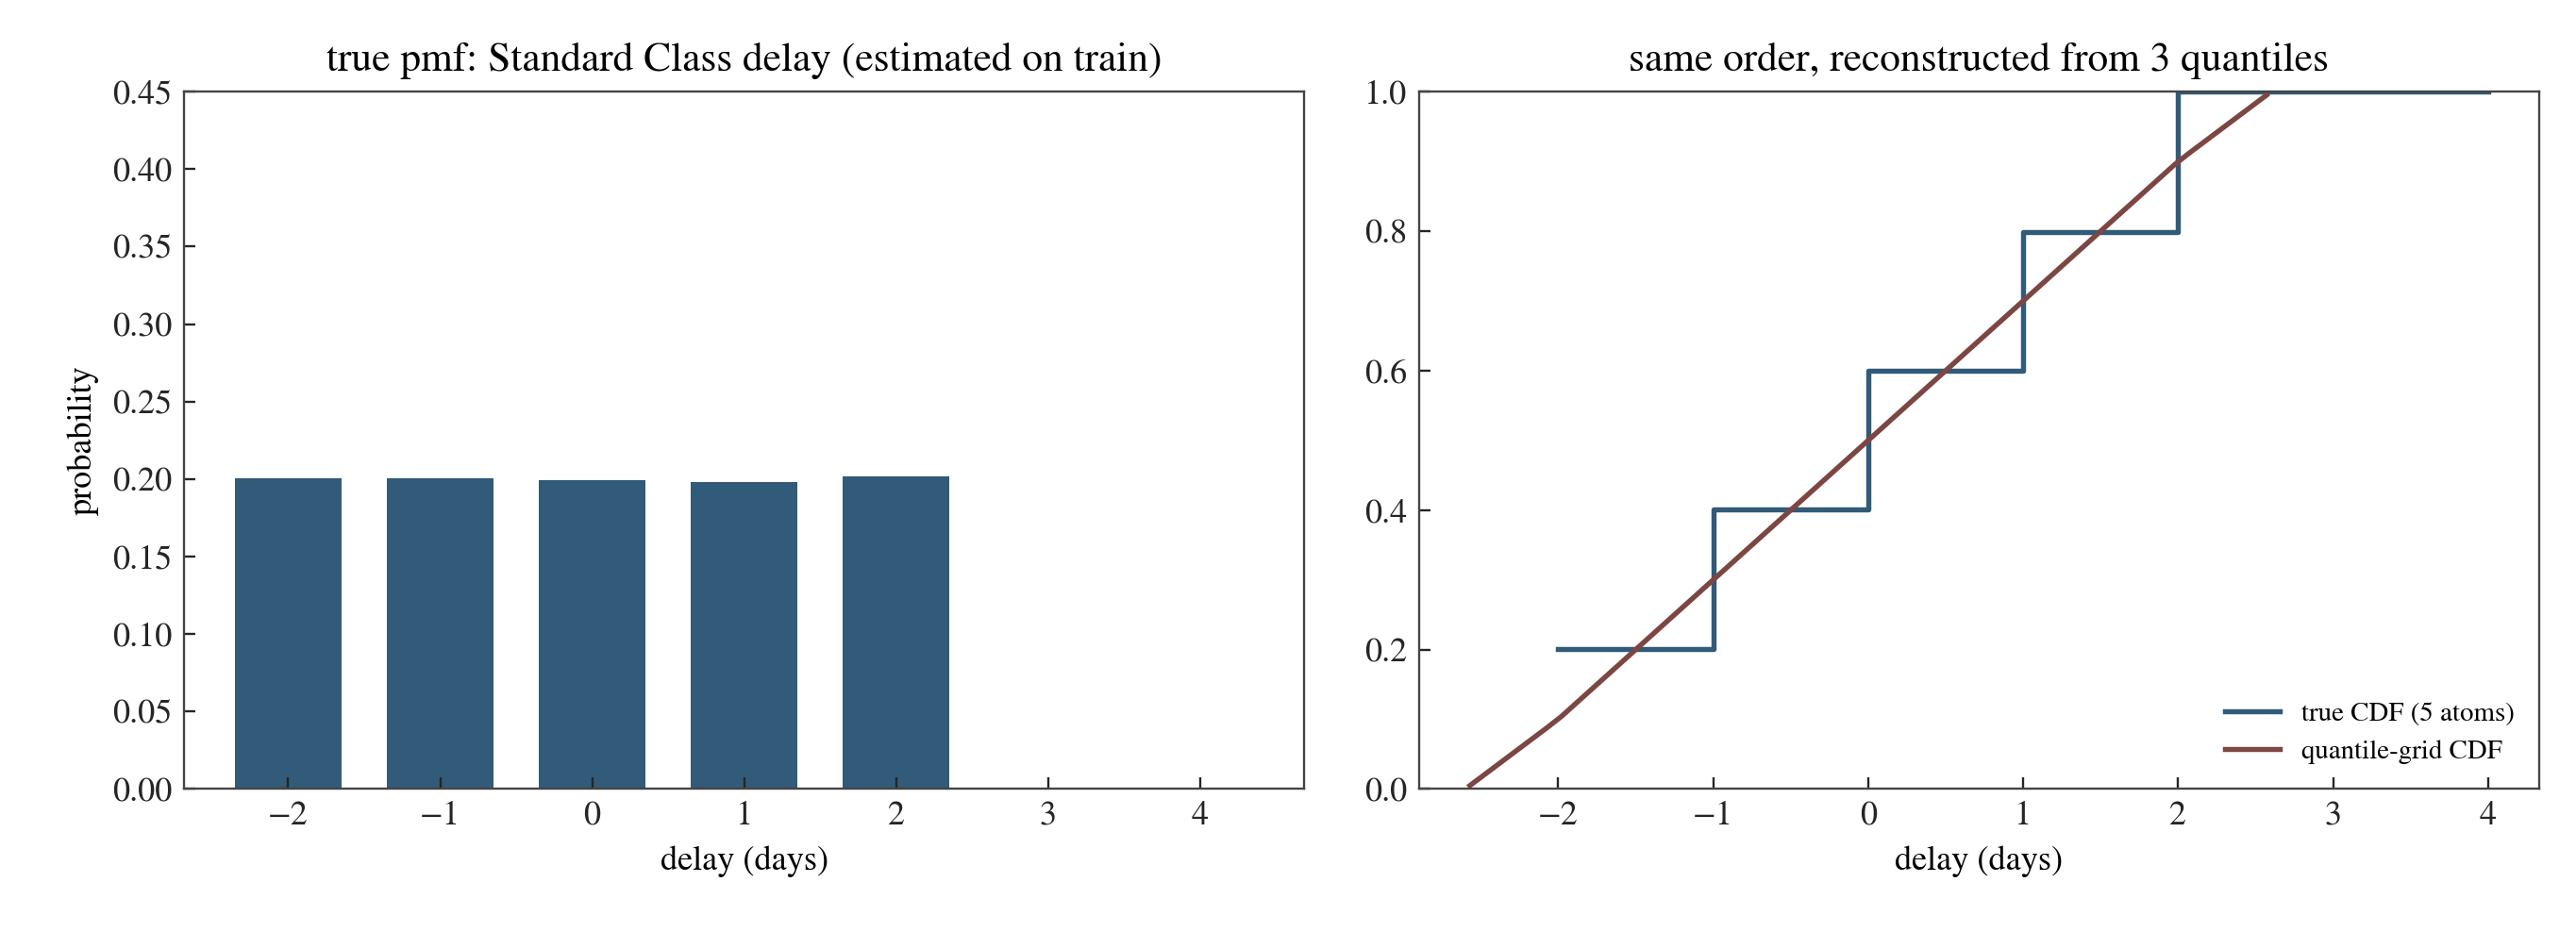 true pmf: Standard Class delay (estimated on train)
0.45
0.40
0.35
0.30
0.25
0.20
0.15
0.10
0.05
0.00
probability
−2 −1 0 1 2 3 4
delay (days)
same order, reconstructed from 3 quantiles
1.0
0.8
0.6
0.4
0.2
0.0
true CDF (5 atoms)
quantile-grid CDF
−2 −1 0 1 2 3 4
delay (days)